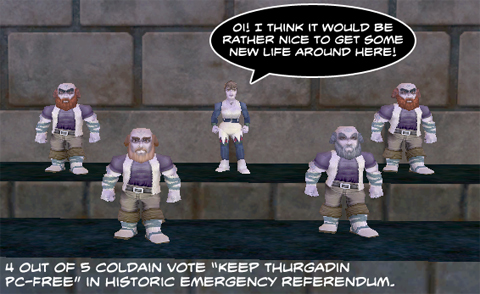 OI! I THINK IT WOULD BE
RATHER NICE TO GET SOME
NEW LIFE AROUND HERE!
4 OUT OF 5 COLDAIN VOTE "KEEP THURGADIN
PC-FREE" IN HISTORIC EMERGENCY REFERENDUM.